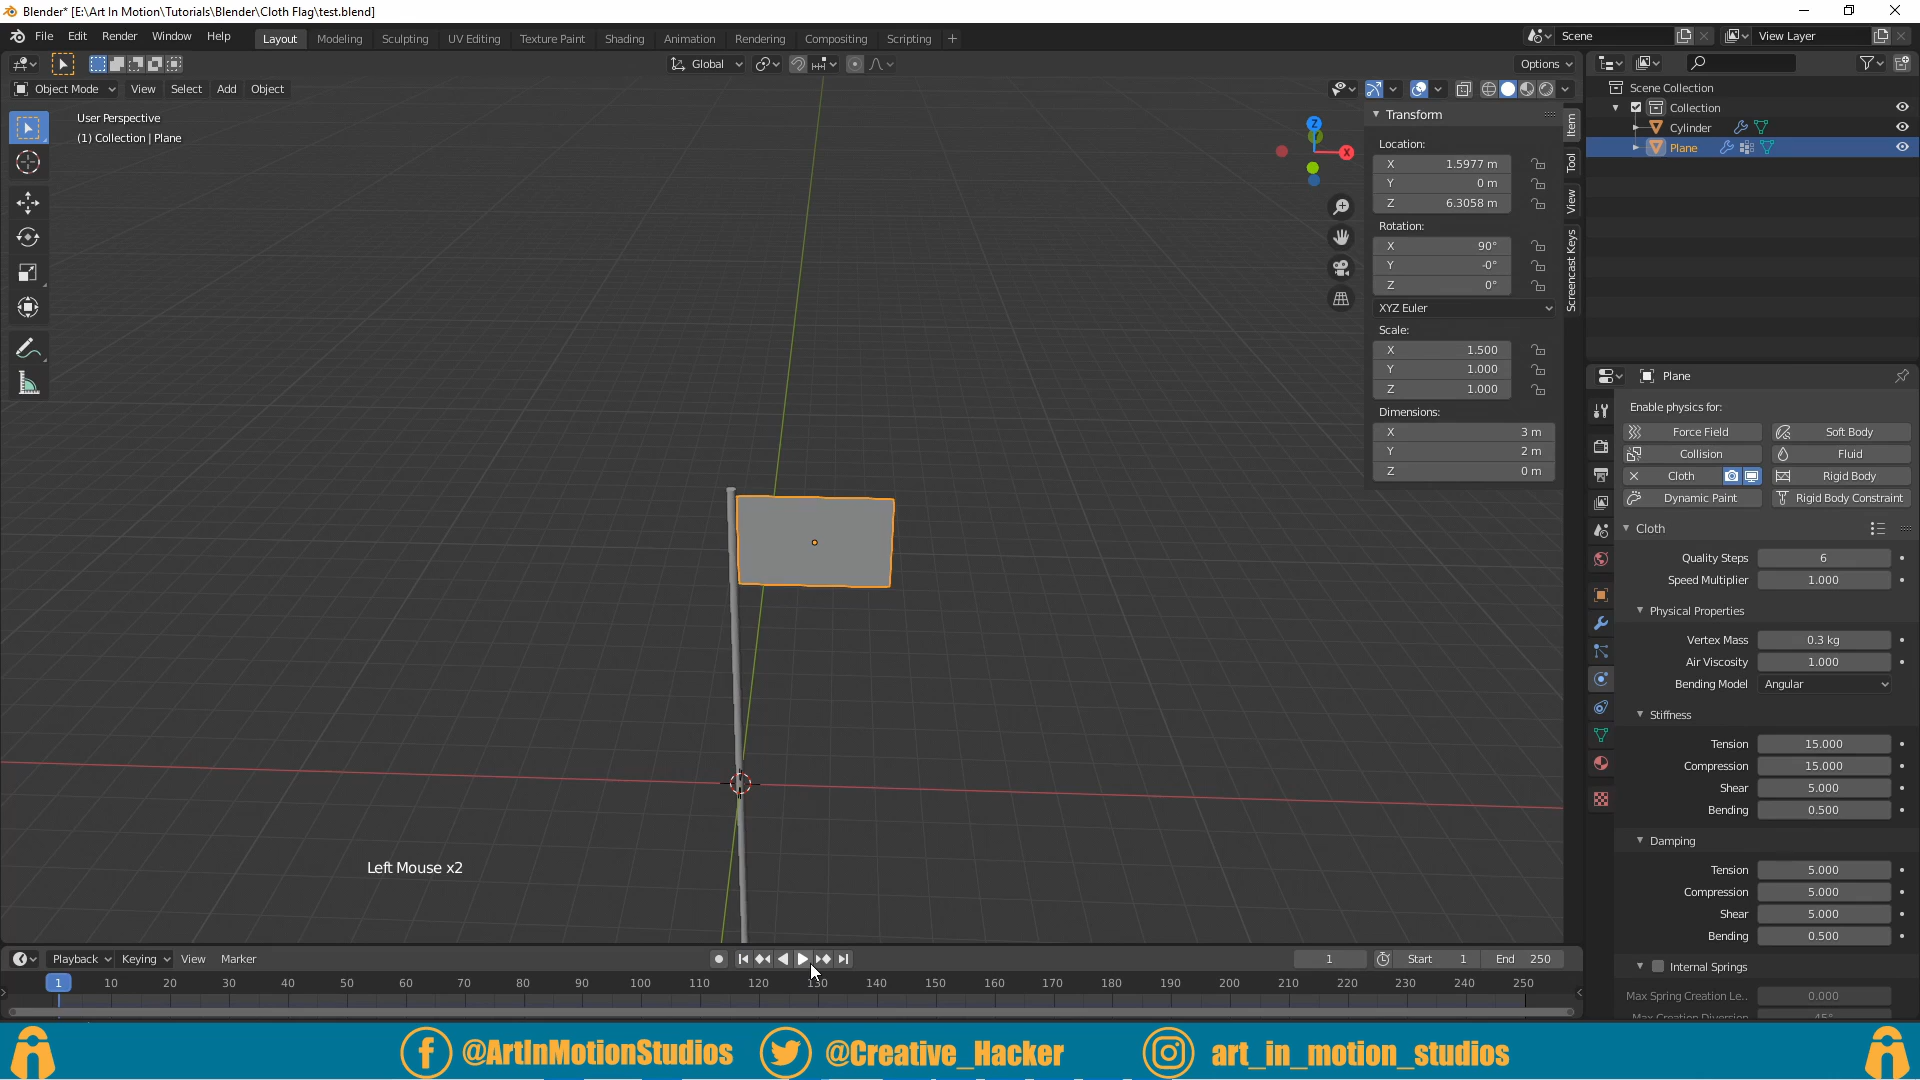 Blender* [E:\Art In Motion\Tutorials\Blender\Cloth Flag\test.blend]
File Edit Render Window Help Layout Modeling Sculpting UV Editing Texture Paint Shading Animation Rendering Compositing Scripting + Scene View Layer
Global Options
Object Mode View Select Add Object
User Perspective
(1) Collection | Plane
Z
X
Transform
Location:
X 1.5977 m
Y 0 m
Z 6.3058 m
Rotation:
X 90°
Y -0°
Z 0°
XYZ Euler
Scale:
X 1.500
Y 1.000
Z 1.000
Dimensions:
X 3 m
Y 2 m
Z 0 m
Item
Tool
View
Screencast Keys
Scene Collection
Collection
Cylinder
Plane
Plane
Enable physics for:
Force Field Soft Body
Collision Fluid
Cloth Rigid Body
Dynamic Paint Rigid Body Constraint
Cloth
Quality Steps 6
Speed Multiplier 1.000
Physical Properties
Vertex Mass 0.3 kg
Air Viscosity 1.000
Bending Model Angular
Stiffness
Tension 15.000
Compression 15.000
Shear 5.000
Bending 0.500
Damping
Tension 5.000
Compression 5.000
Shear 5.000
Bending 0.500
Internal Springs
Max Spring Creation Le.. 0.000
Max Creation Diversion 45°
Left Mouse x2
Playback Keying View Marker 1 Start 1 End 250
1 10 20 30 40 50 60 70 80 90 100 110 120 130 140 150 160 170 180 190 200 210 220 230 240 250
@ArtInMotionStudios @Creative_Hacker art_in_motion_studios